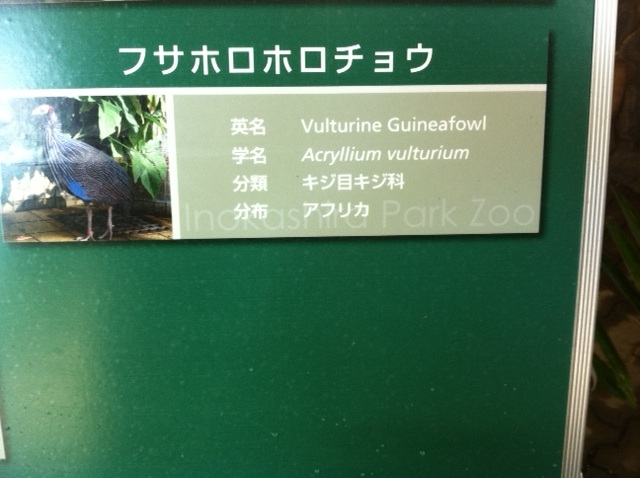 フサホロホロチョウ
英名 Vulturine Guineafowl
学名 Acryllium vulturium
分類 キジ目キジ科
分布 アフリカ
Inokashira Park Zoo